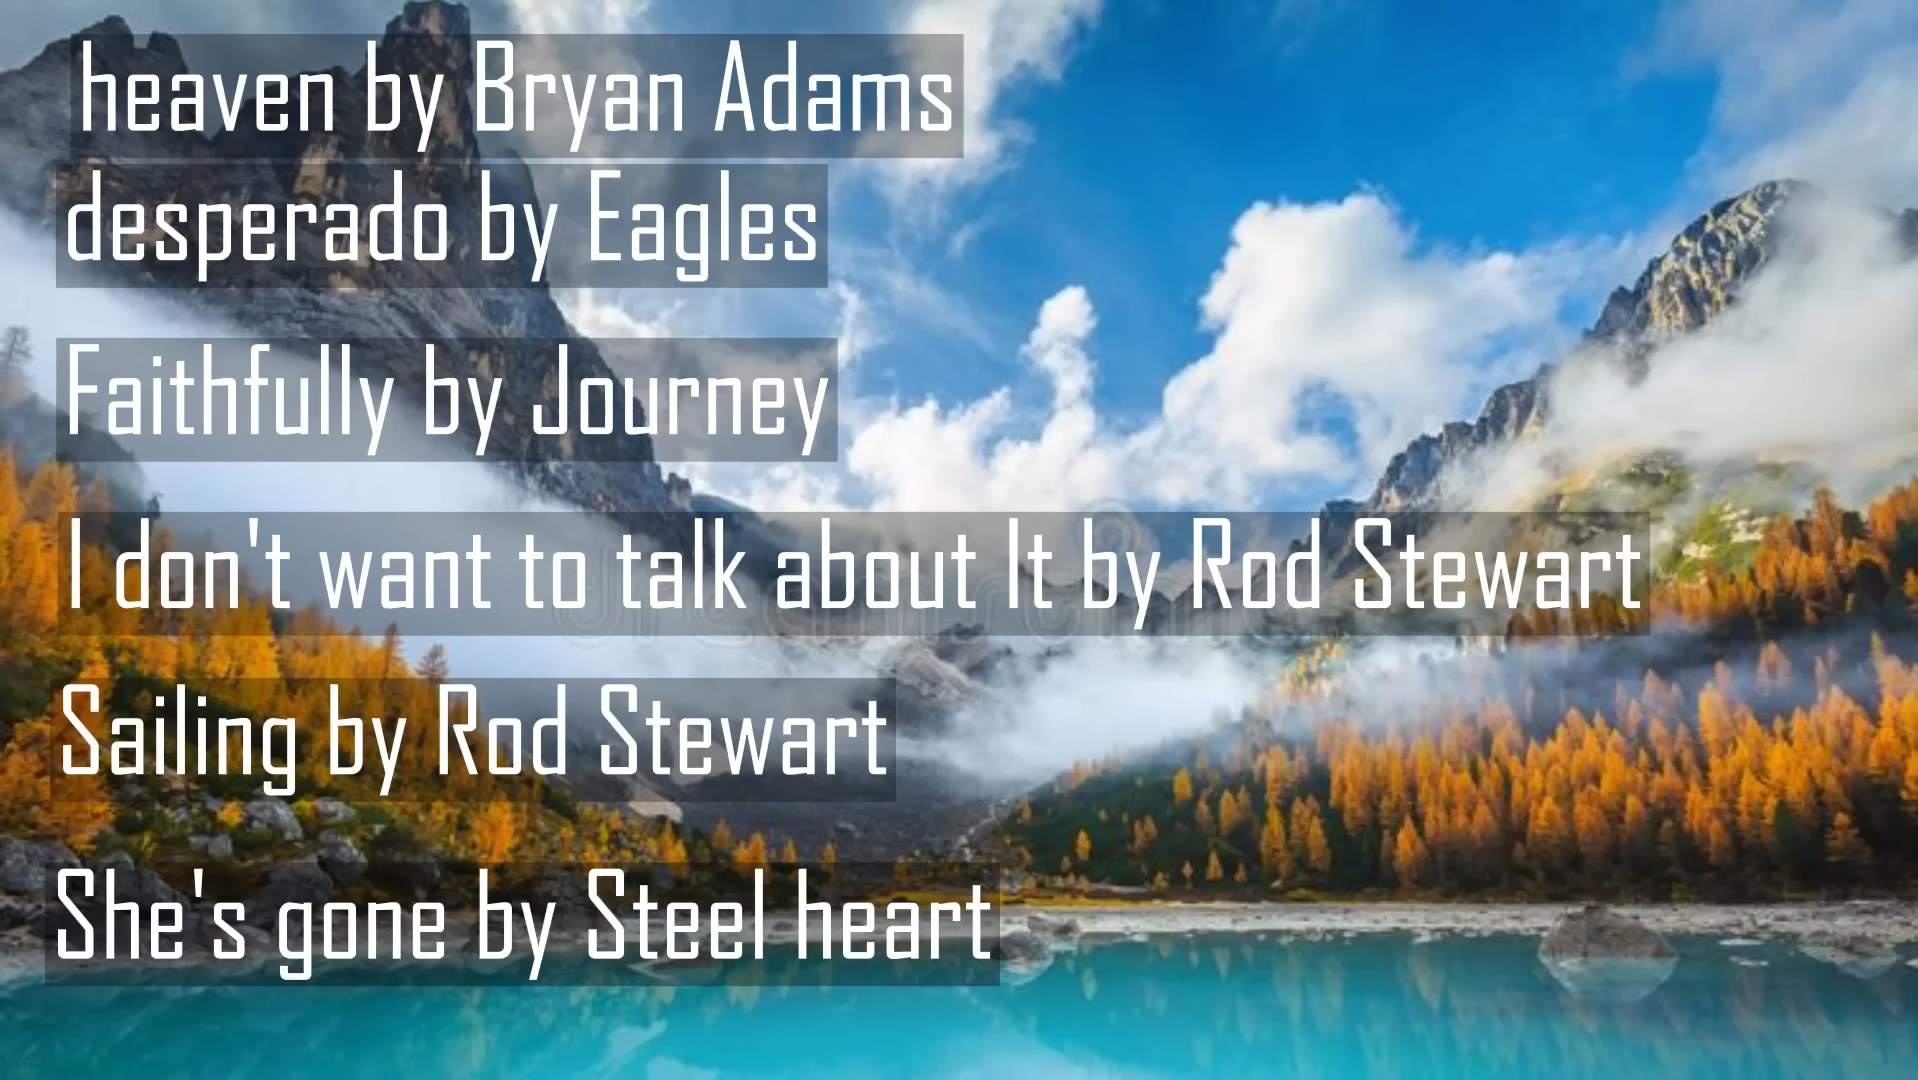 heaven by Bryan Adams
desperado by Eagles
Faithfully by Journey
I don't want to talk about It by Rod Stewart
Sailing by Rod Stewart
She's gone by Steel heart